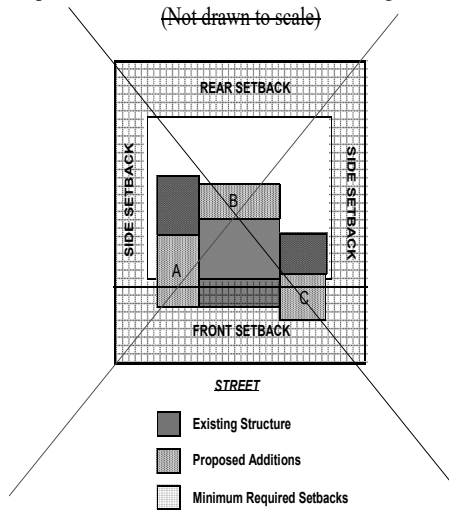 (Not drawn to scale)
REAR SETBACK
SIDE SETBACK
SIDE SETBACK
B
A
C
FRONT SETBACK
STREET
Existing Structure
Proposed Additions
Minimum Required Setbacks